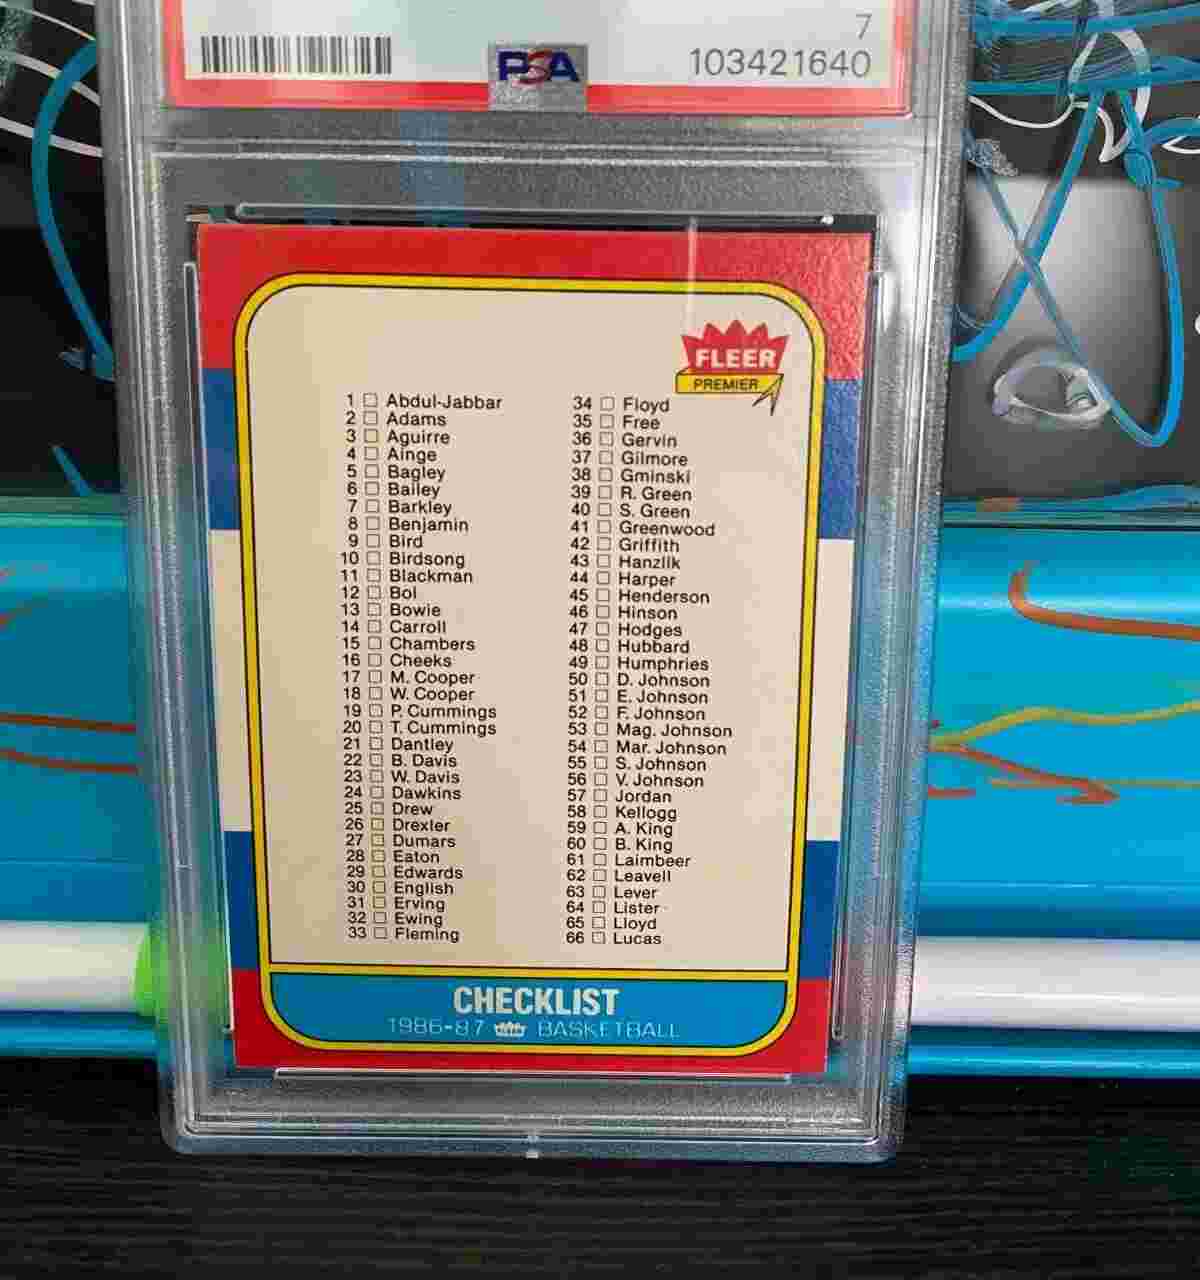 7
PSA
103421640
FLEER
PREMIER
1 Abdul-Jabbar
2 Adams
3 Aguirre
4 Ainge
5 Bagley
6 Bailey
7 Barkley
8 Benjamin
9 Bird
10 Birdsong
11 Blackman
12 Bol
13 Bowie
14 Carroll
15 Chambers
16 Cheeks
17 M. Cooper
18 W. Cooper
19 P. Cummings
20 T. Cummings
21 Dantley
22 B. Davis
23 W. Davis
24 Dawkins
25 Drew
26 Drexler
27 Dumars
28 Eaton
29 Edwards
30 English
31 Erving
32 Ewing
33 Fleming
34 Floyd
35 Free
36 Gervin
37 Gilmore
38 Gminski
39 R. Green
40 S. Green
41 Greenwood
42 Griffith
43 Hanzlik
44 Harper
45 Henderson
46 Hinson
47 Hodges
48 Hubbard
49 Humphries
50 D. Johnson
51 E. Johnson
52 F. Johnson
53 Mag. Johnson
54 Mar. Johnson
55 S. Johnson
56 V. Johnson
57 Jordan
58 Kellogg
59 A. King
60 B. King
61 Laimbeer
62 Leavell
63 Lever
64 Lister
65 Lloyd
66 Lucas
CHECKLIST
1986-87 BASKETBALL